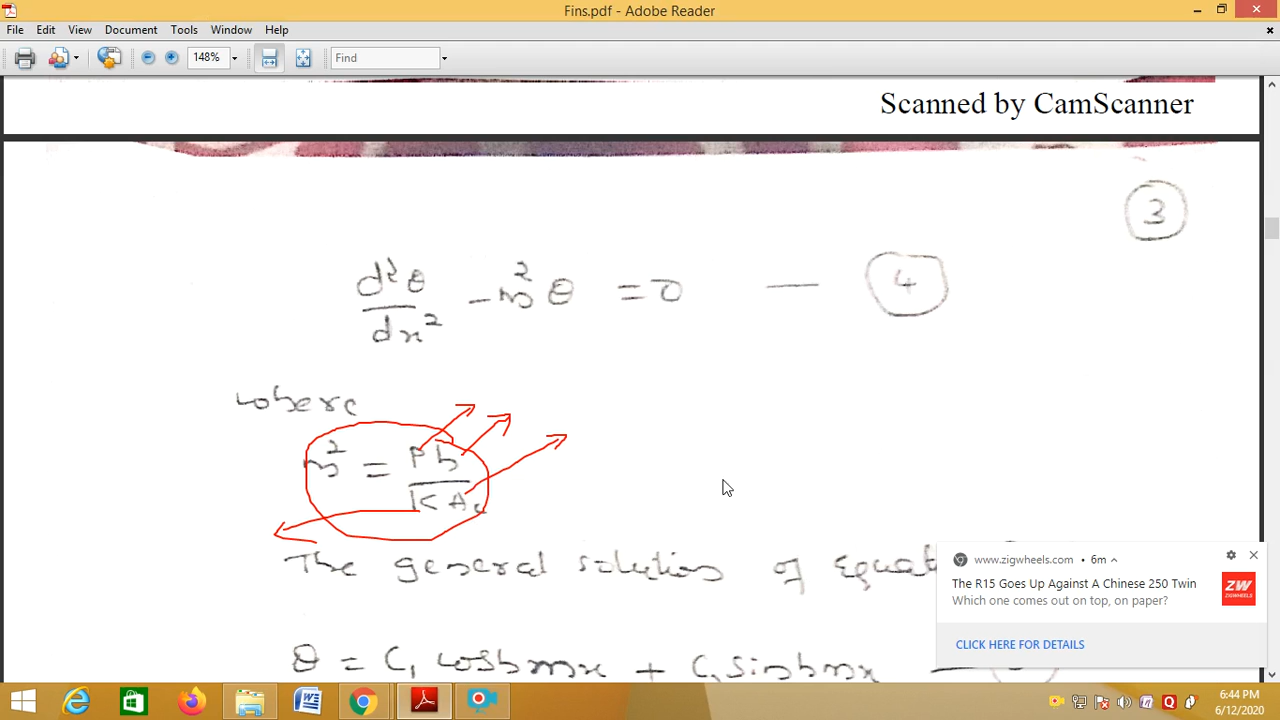 Fins.pdf - Adobe Reader
File Edit View Document Tools Window Help
148% Find
Scanned by CamScanner
3
d²θ/dx² - m²θ = 0 — 4
where
m² = Ph/KAc
The general solution of Equat
θ = C₁ coshmx + C₁ sinhmx —
www.zigwheels.com • 6m
The R15 Goes Up Against A Chinese 250 Twin
Which one comes out on top, on paper?
ZW
ZIGWHEELS
CLICK HERE FOR DETAILS
6:44 PM
6/12/2020